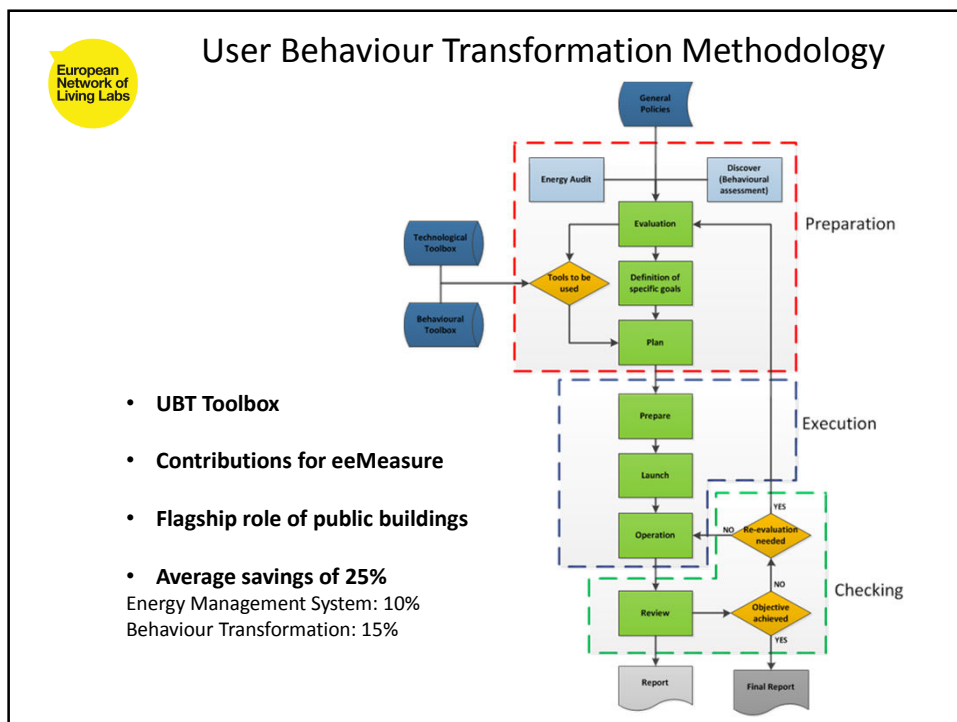 User Behaviour Transformation Methodology
European
Network of
Living Labs
General
Policies
Energy Audit
Discover
(Behavioural
assessment)
Preparation
Evaluation
Technological
Toolbox
Tools to be
used
Definition of
specific goals
Behavioural
Toolbox
Plan
• UBT Toolbox
• Contributions for eeMeasure
• Flagship role of public buildings
• Average savings of 25%
Energy Management System: 10%
Behaviour Transformation: 15%
Prepare
Execution
Launch
YES
Operation
NO
Re-evaluation
needed
NO
Checking
Review
Objective
achieved
YES
Report
Final Report